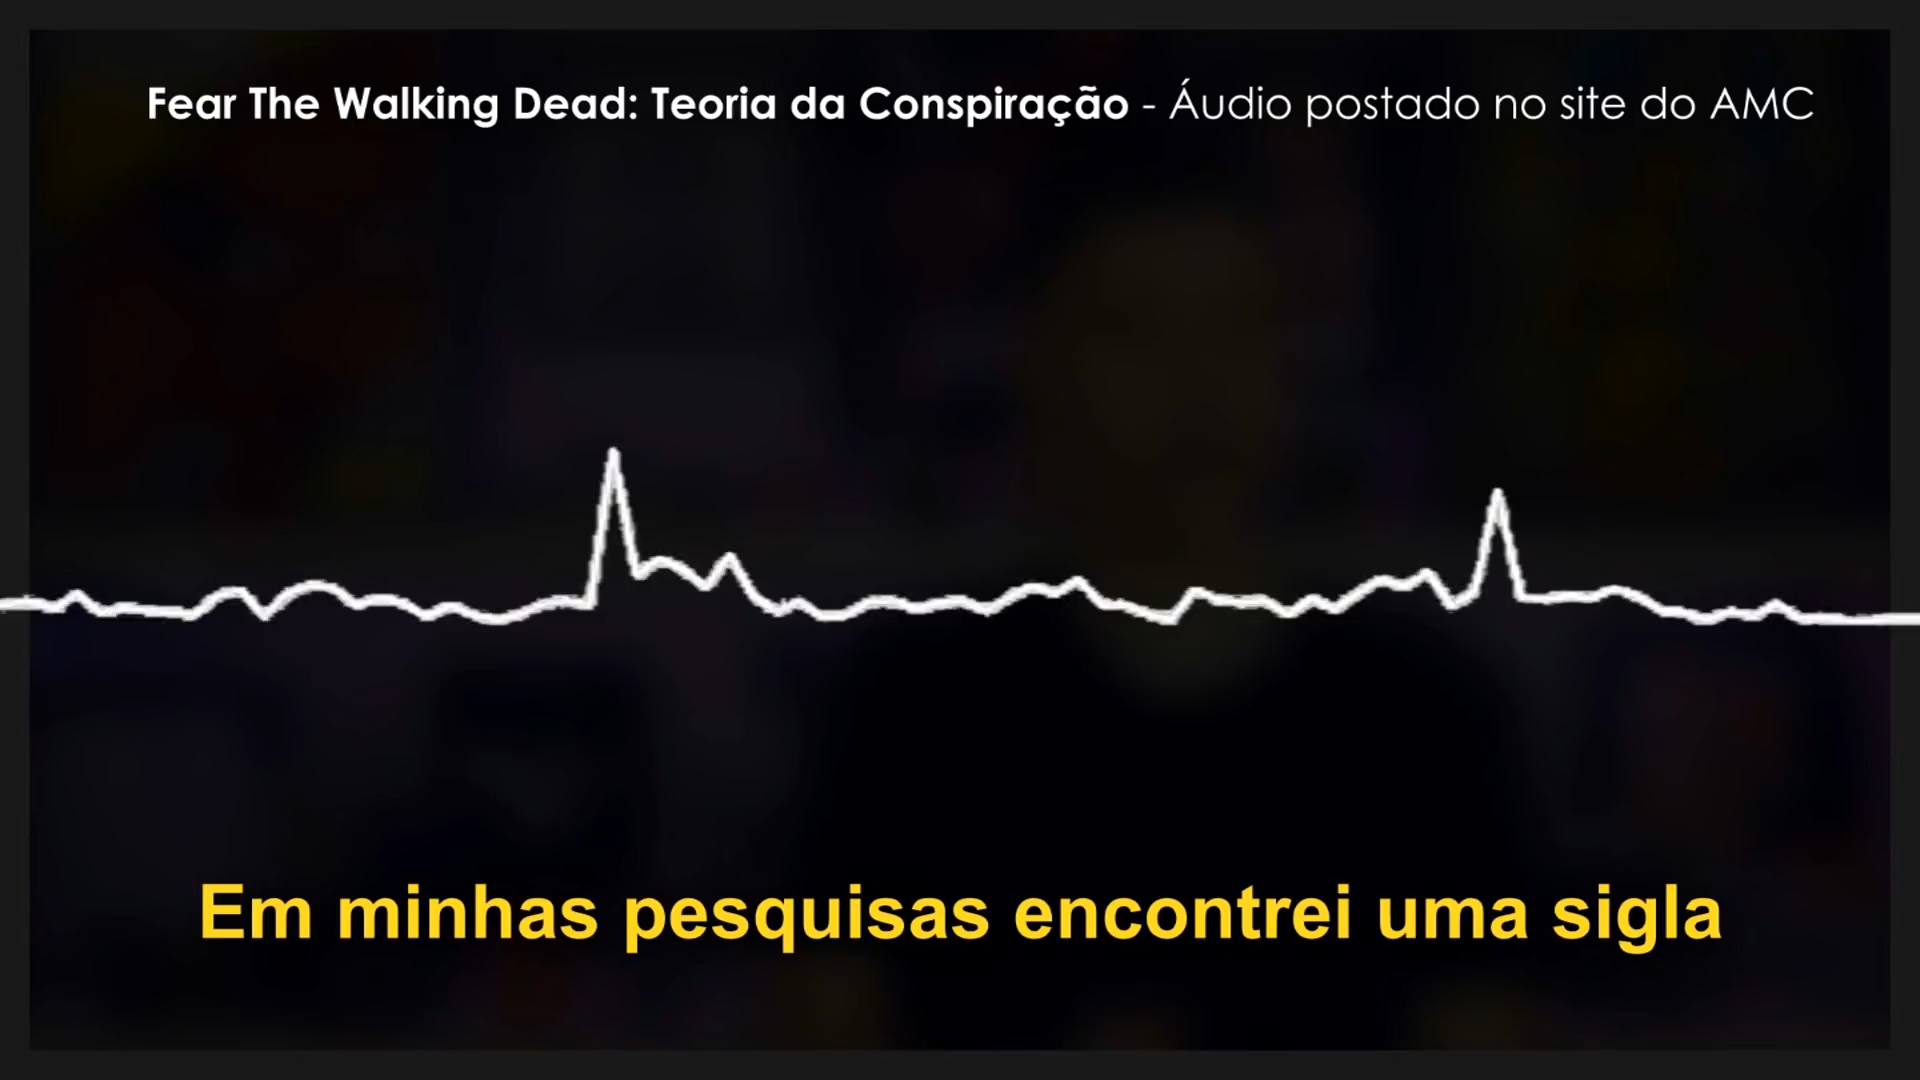 Fear The Walking Dead: Teoria da Conspiração - Áudio postado no site do AMC
Em minhas pesquisas encontrei uma sigla